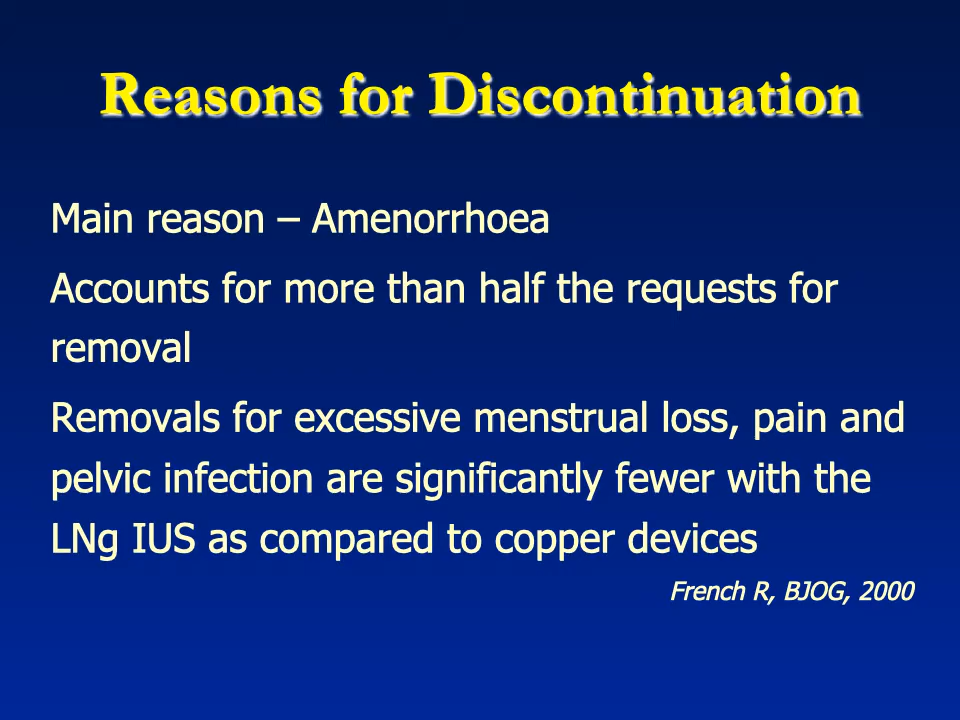 Reasons for Discontinuation
Main reason – Amenorrhoea
Accounts for more than half the requests for
removal
Removals for excessive menstrual loss, pain and
pelvic infection are significantly fewer with the
LNg IUS as compared to copper devices
French R, BJOG, 2000